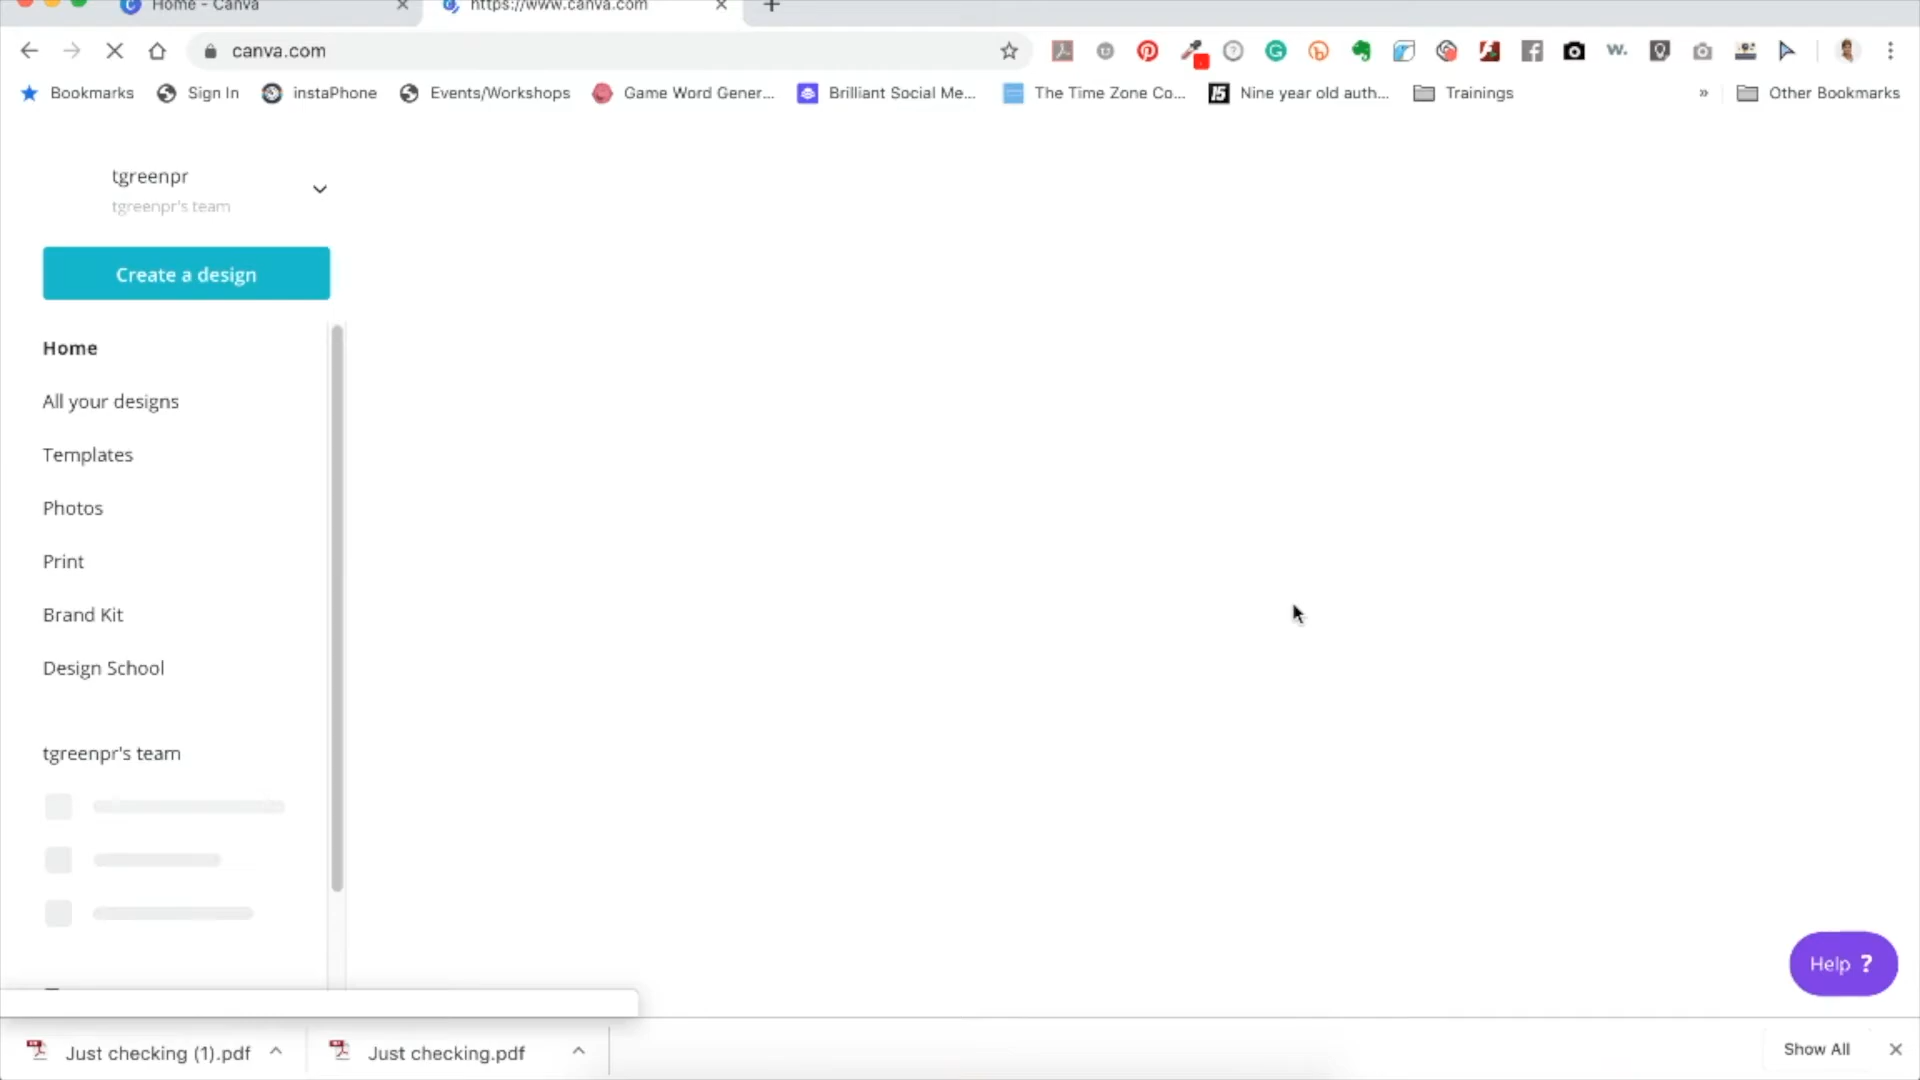 Home - Canva
https://www.canva.com
canva.com
Bookmarks Sign In instaPhone Events/Workshops Game Word Gener... Brilliant Social Me... The Time Zone Co... Nine year old auth... Trainings » Other Bookmarks
tgreenpr
tgreenpr's team
Create a design
Home
All your designs
Templates
Photos
Print
Brand Kit
Design School
tgreenpr's team
Help ?
Just checking (1).pdf
Just checking.pdf
Show All